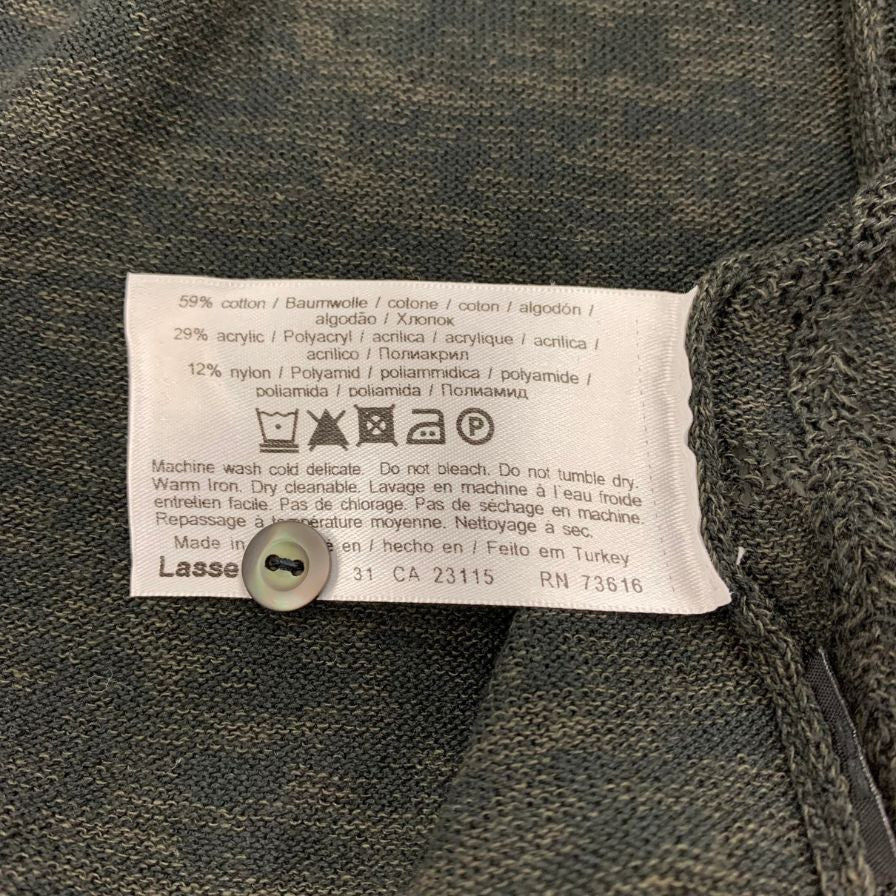 59% cotton / Baumwolle / cotone / coton / algodón /
algodão / Хлопок
29% acrylic / Polyacryl / acrilica / acrylique / acrilica /
acrilico / Полиакрил
12% nylon / Polyamid / poliammidica / polyamide /
poliamida / poliamida / Полиамид
P
Machine wash cold delicate. Do not bleach. Do not tumble dry.
Warm Iron. Dry cleanable. Lavage en machine à l'eau froide
entretien facile. Pas de chlorage. Pas de séchage en machine.
Repassage à température moyenne. Nettoyage à sec.
Made in en / hecho en / Feito em Turkey
Lasse 31 CA 23115 RN 73616